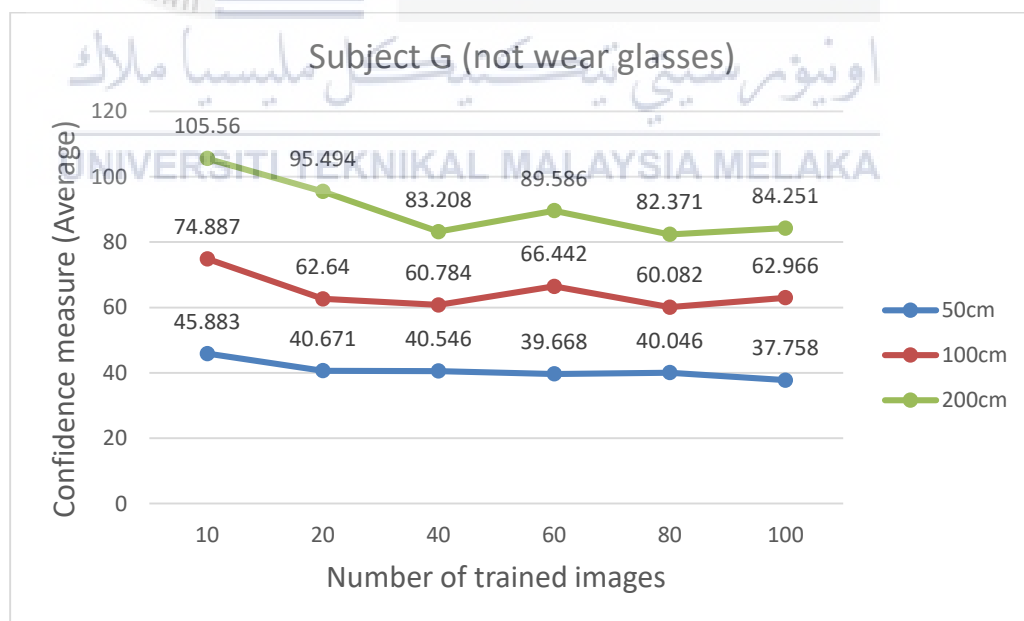 اونيۏرسيتي تيكنيكل مليسيا ملاك
Subject G (not wear glasses)
UNIVERSITI TEKNIKAL MALAYSIA MELAKA
Confidence measure (Average)
120
100
80
60
40
20
0
105.56
95.494
83.208
89.586
82.371
84.251
74.887
62.64
60.784
66.442
60.082
62.966
45.883
40.671
40.546
39.668
40.046
37.758
10 20 40 60 80 100
Number of trained images
50cm
100cm
200cm